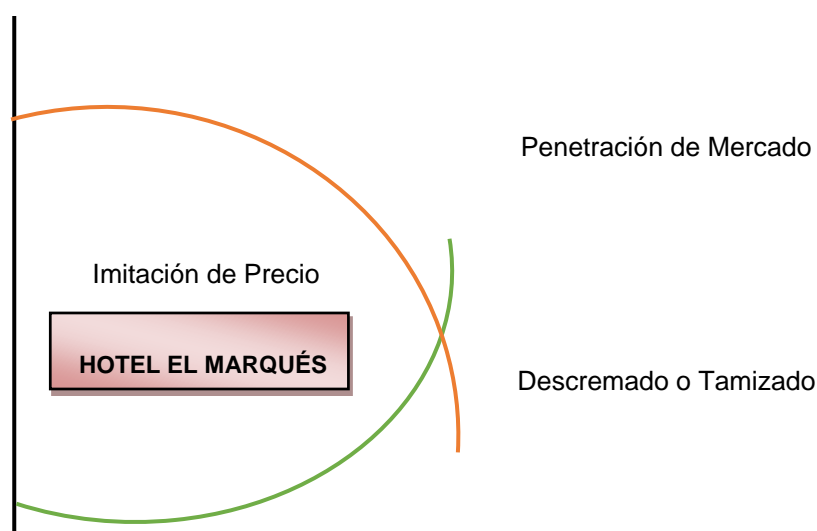 Penetración de Mercado
Imitación de Precio
HOTEL EL MARQUÉS
Descremado o Tamizado